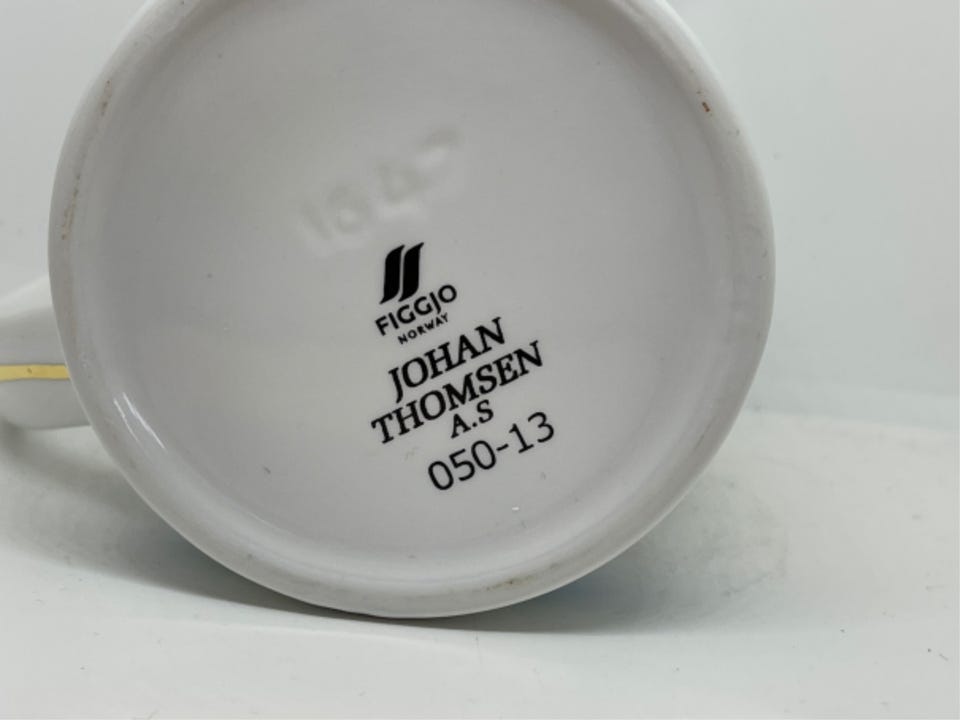 FIGGJO
NORWAY
JOHAN
THOMSEN
A.S
050-13